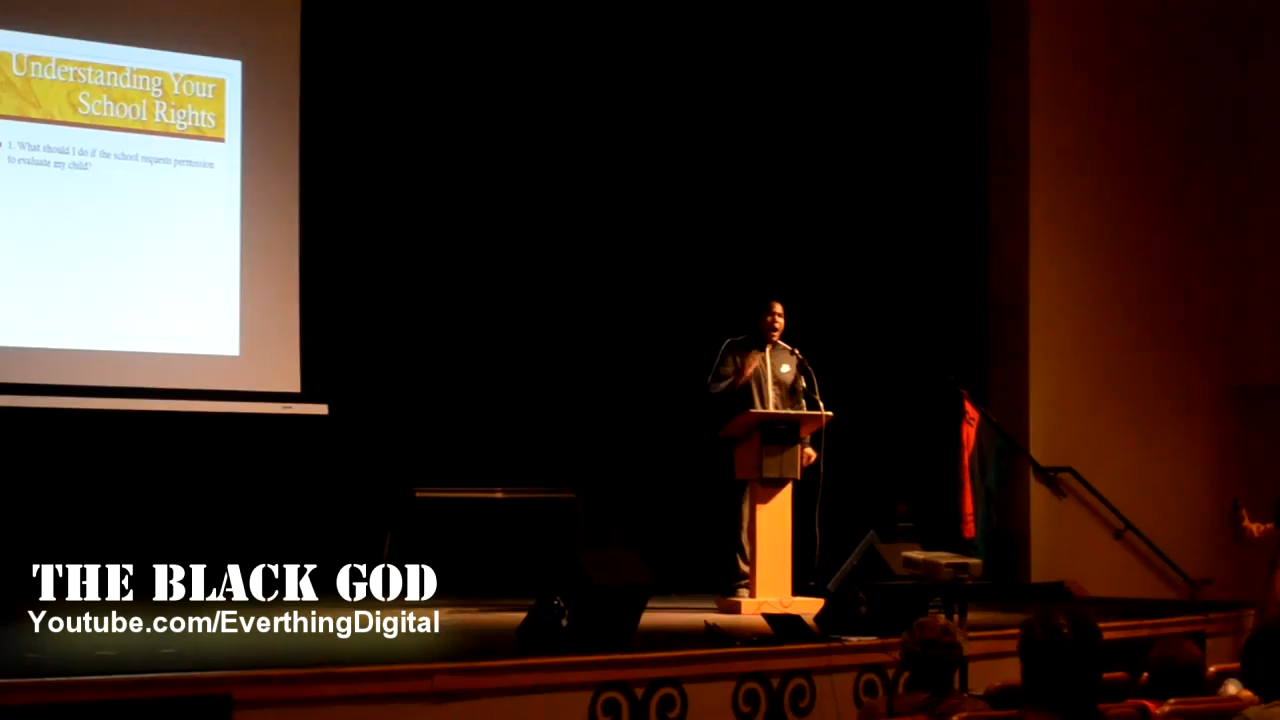 Understanding Your
School Rights
1. What should I do if the school requests permission
to evaluate my child?
THE BLACK GOD
Youtube.com/EverthingDigital